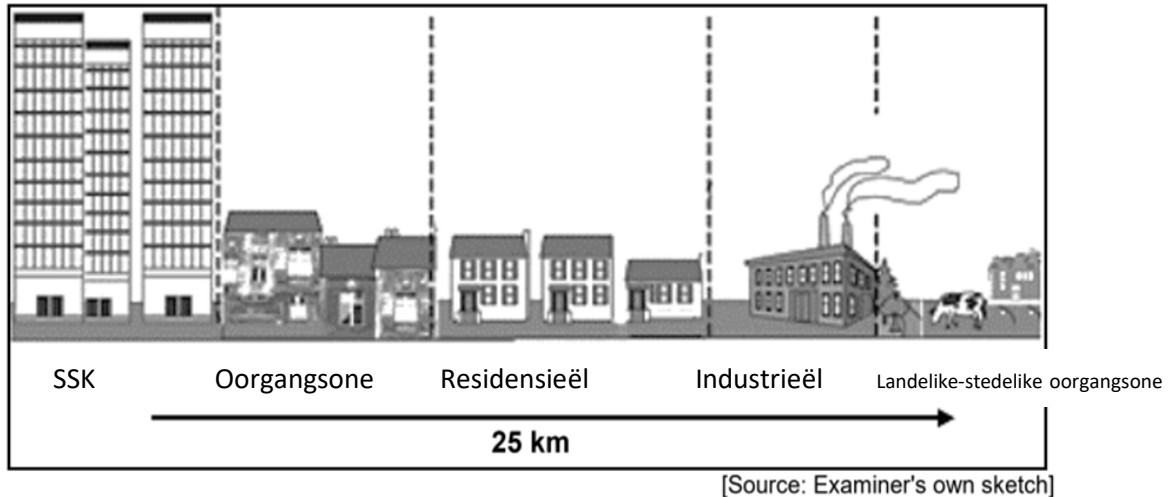 SSK Oorgangsone Residensieël Industrieël Landelike-stedelike oorgangsone
25 km
[Source: Examiner's own sketch]